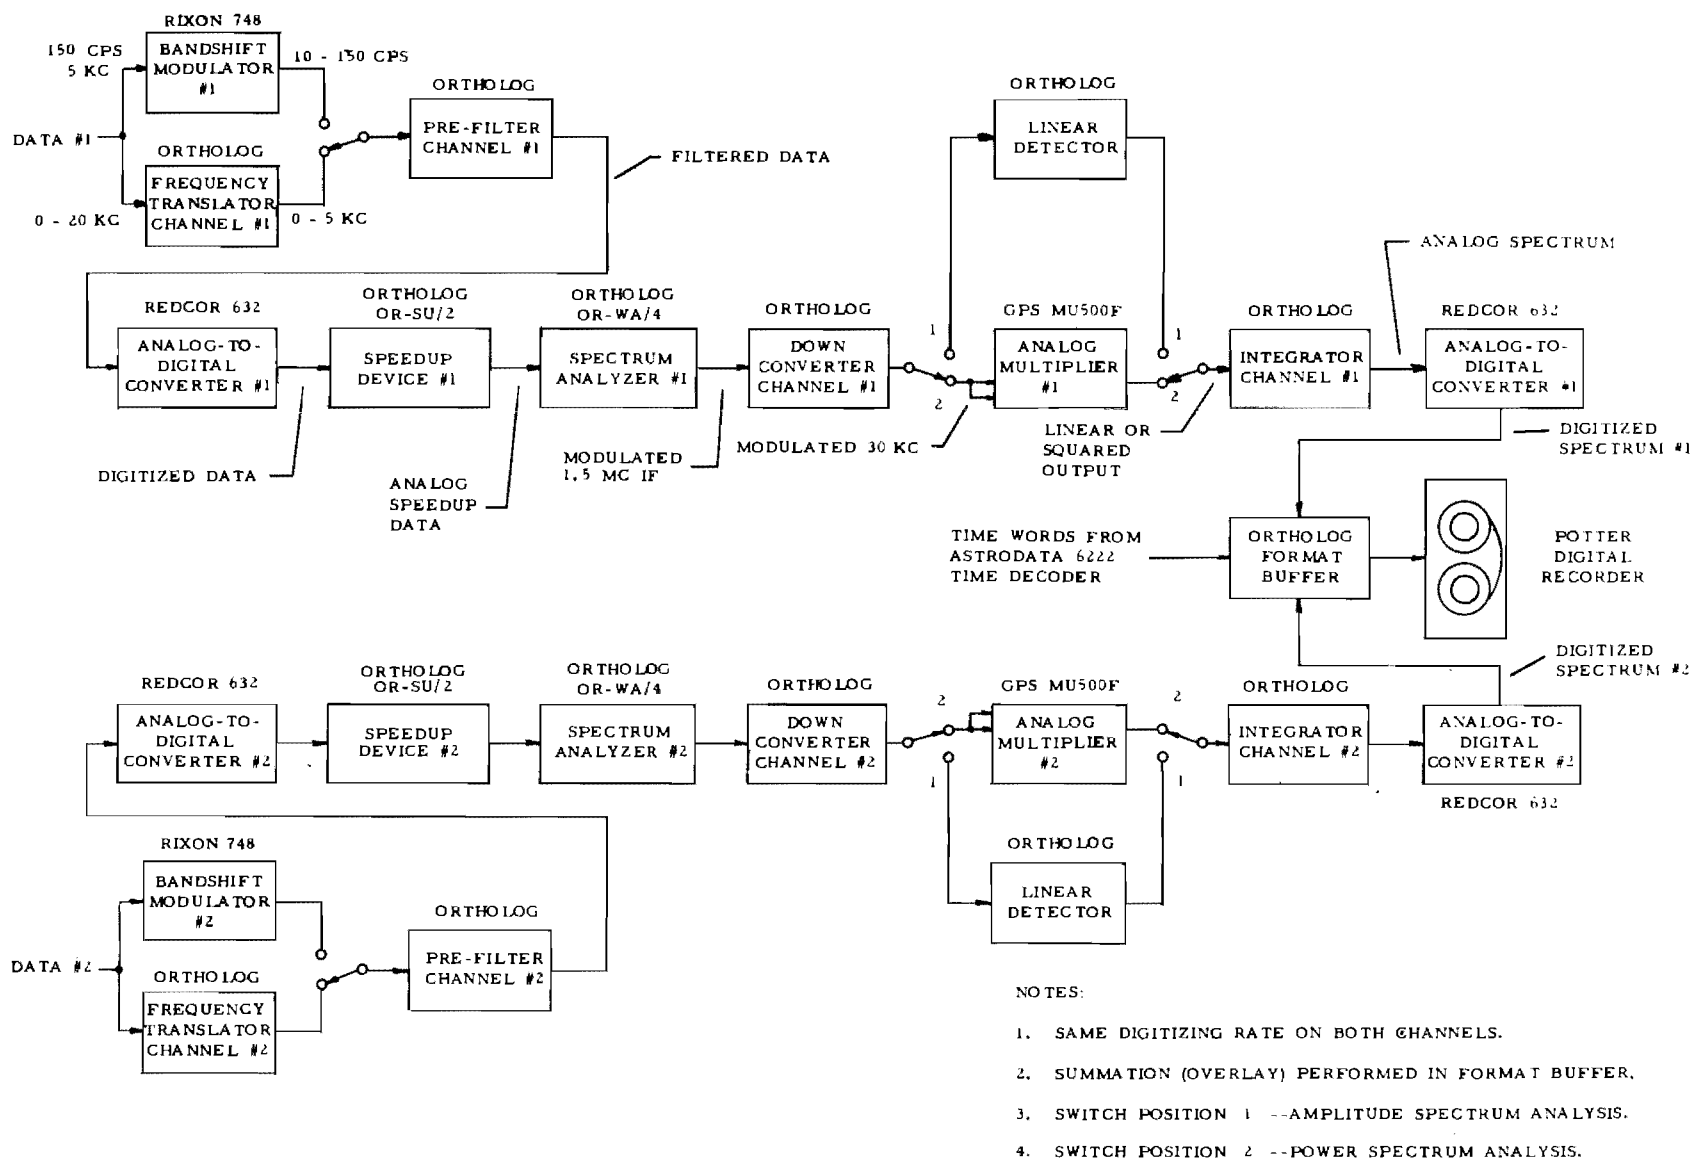 RIXON 748
150 CPS
5 KC
BANDSHIFT
MODULATOR
#1
10 - 150 CPS
DATA #1
ORTHOLOG
FREQUENCY
TRANSLATOR
CHANNEL #1
0 - 20 KC
0 - 5 KC
ORTHOLOG
PRE-FILTER
CHANNEL #1
FILTERED DATA
ORTHOLOG
LINEAR
DETECTOR
ANALOG SPECTRUM
REDCOR 632
ANALOG-TO-
DIGITAL
CONVERTER #1
DIGITIZED DATA
ORTHOLOG
OR-SU/2
SPEEDUP
DEVICE #1
ANALOG
SPEEDUP
DATA
ORTHOLOG
OR-WA/4
SPECTRUM
ANALYZER #1
MODULATED
1.5 MC IF
ORTHOLOG
DOWN
CONVERTER
CHANNEL #1
1
2
MODULATED 30 KC
GPS MU500F
ANALOG
MULTIPLIER
#1
1
2
LINEAR OR
SQUARED
OUTPUT
ORTHOLOG
INTEGRATOR
CHANNEL #1
REDCOR 632
ANALOG-TO-
DIGITAL
CONVERTER #1
DIGITIZED
SPECTRUM #1
TIME WORDS FROM
ASTRODATA 6222
TIME DECODER
ORTHOLOG
FORMAT
BUFFER
POTTER
DIGITAL
RECORDER
DIGITIZED
SPECTRUM #2
REDCOR 632
ANALOG-TO-
DIGITAL
CONVERTER #2
ORTHOLOG
OR-SU/2
SPEEDUP
DEVICE #2
ORTHOLOG
OR-WA/4
SPECTRUM
ANALYZER #2
ORTHOLOG
DOWN
CONVERTER
CHANNEL #2
2
1
GPS MU500F
ANALOG
MULTIPLIER
#2
2
1
ORTHOLOG
INTEGRATOR
CHANNEL #2
ANALOG-TO-
DIGITAL
CONVERTER #2
REDCOR 632
ORTHOLOG
LINEAR
DETECTOR
RIXON 748
BANDSHIFT
MODULATOR
#2
DATA #2
ORTHOLOG
FREQUENCY
TRANSLATOR
CHANNEL #2
ORTHOLOG
PRE-FILTER
CHANNEL #2
NOTES:
1. SAME DIGITIZING RATE ON BOTH CHANNELS.
2. SUMMATION (OVERLAY) PERFORMED IN FORMAT BUFFER.
3. SWITCH POSITION 1 --AMPLITUDE SPECTRUM ANALYSIS.
4. SWITCH POSITION 2 --POWER SPECTRUM ANALYSIS.